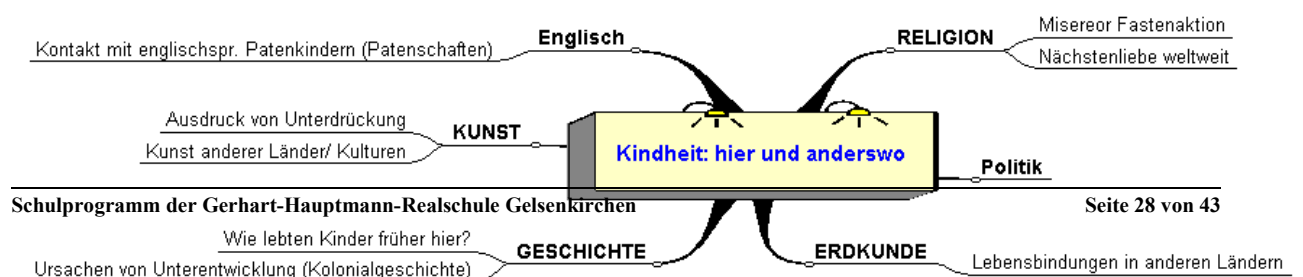 Englisch
Kontakt mit englischspr. Patenkindern (Patenschaften)
RELIGION
Misereor Fastenaktion
Nächstenliebe weltweit
KUNST
Ausdruck von Unterdrückung
Kunst anderer Länder/ Kulturen
Kindheit: hier und anderswo
Politik
Schulprogramm der Gerhart-Hauptmann-Realschule Gelsenkirchen
Seite 28 von 43
GESCHICHTE
Wie lebten Kinder früher hier?
Ursachen von Unterentwicklung (Kolonialgeschichte)
ERDKUNDE
Lebensbindungen in anderen Ländern